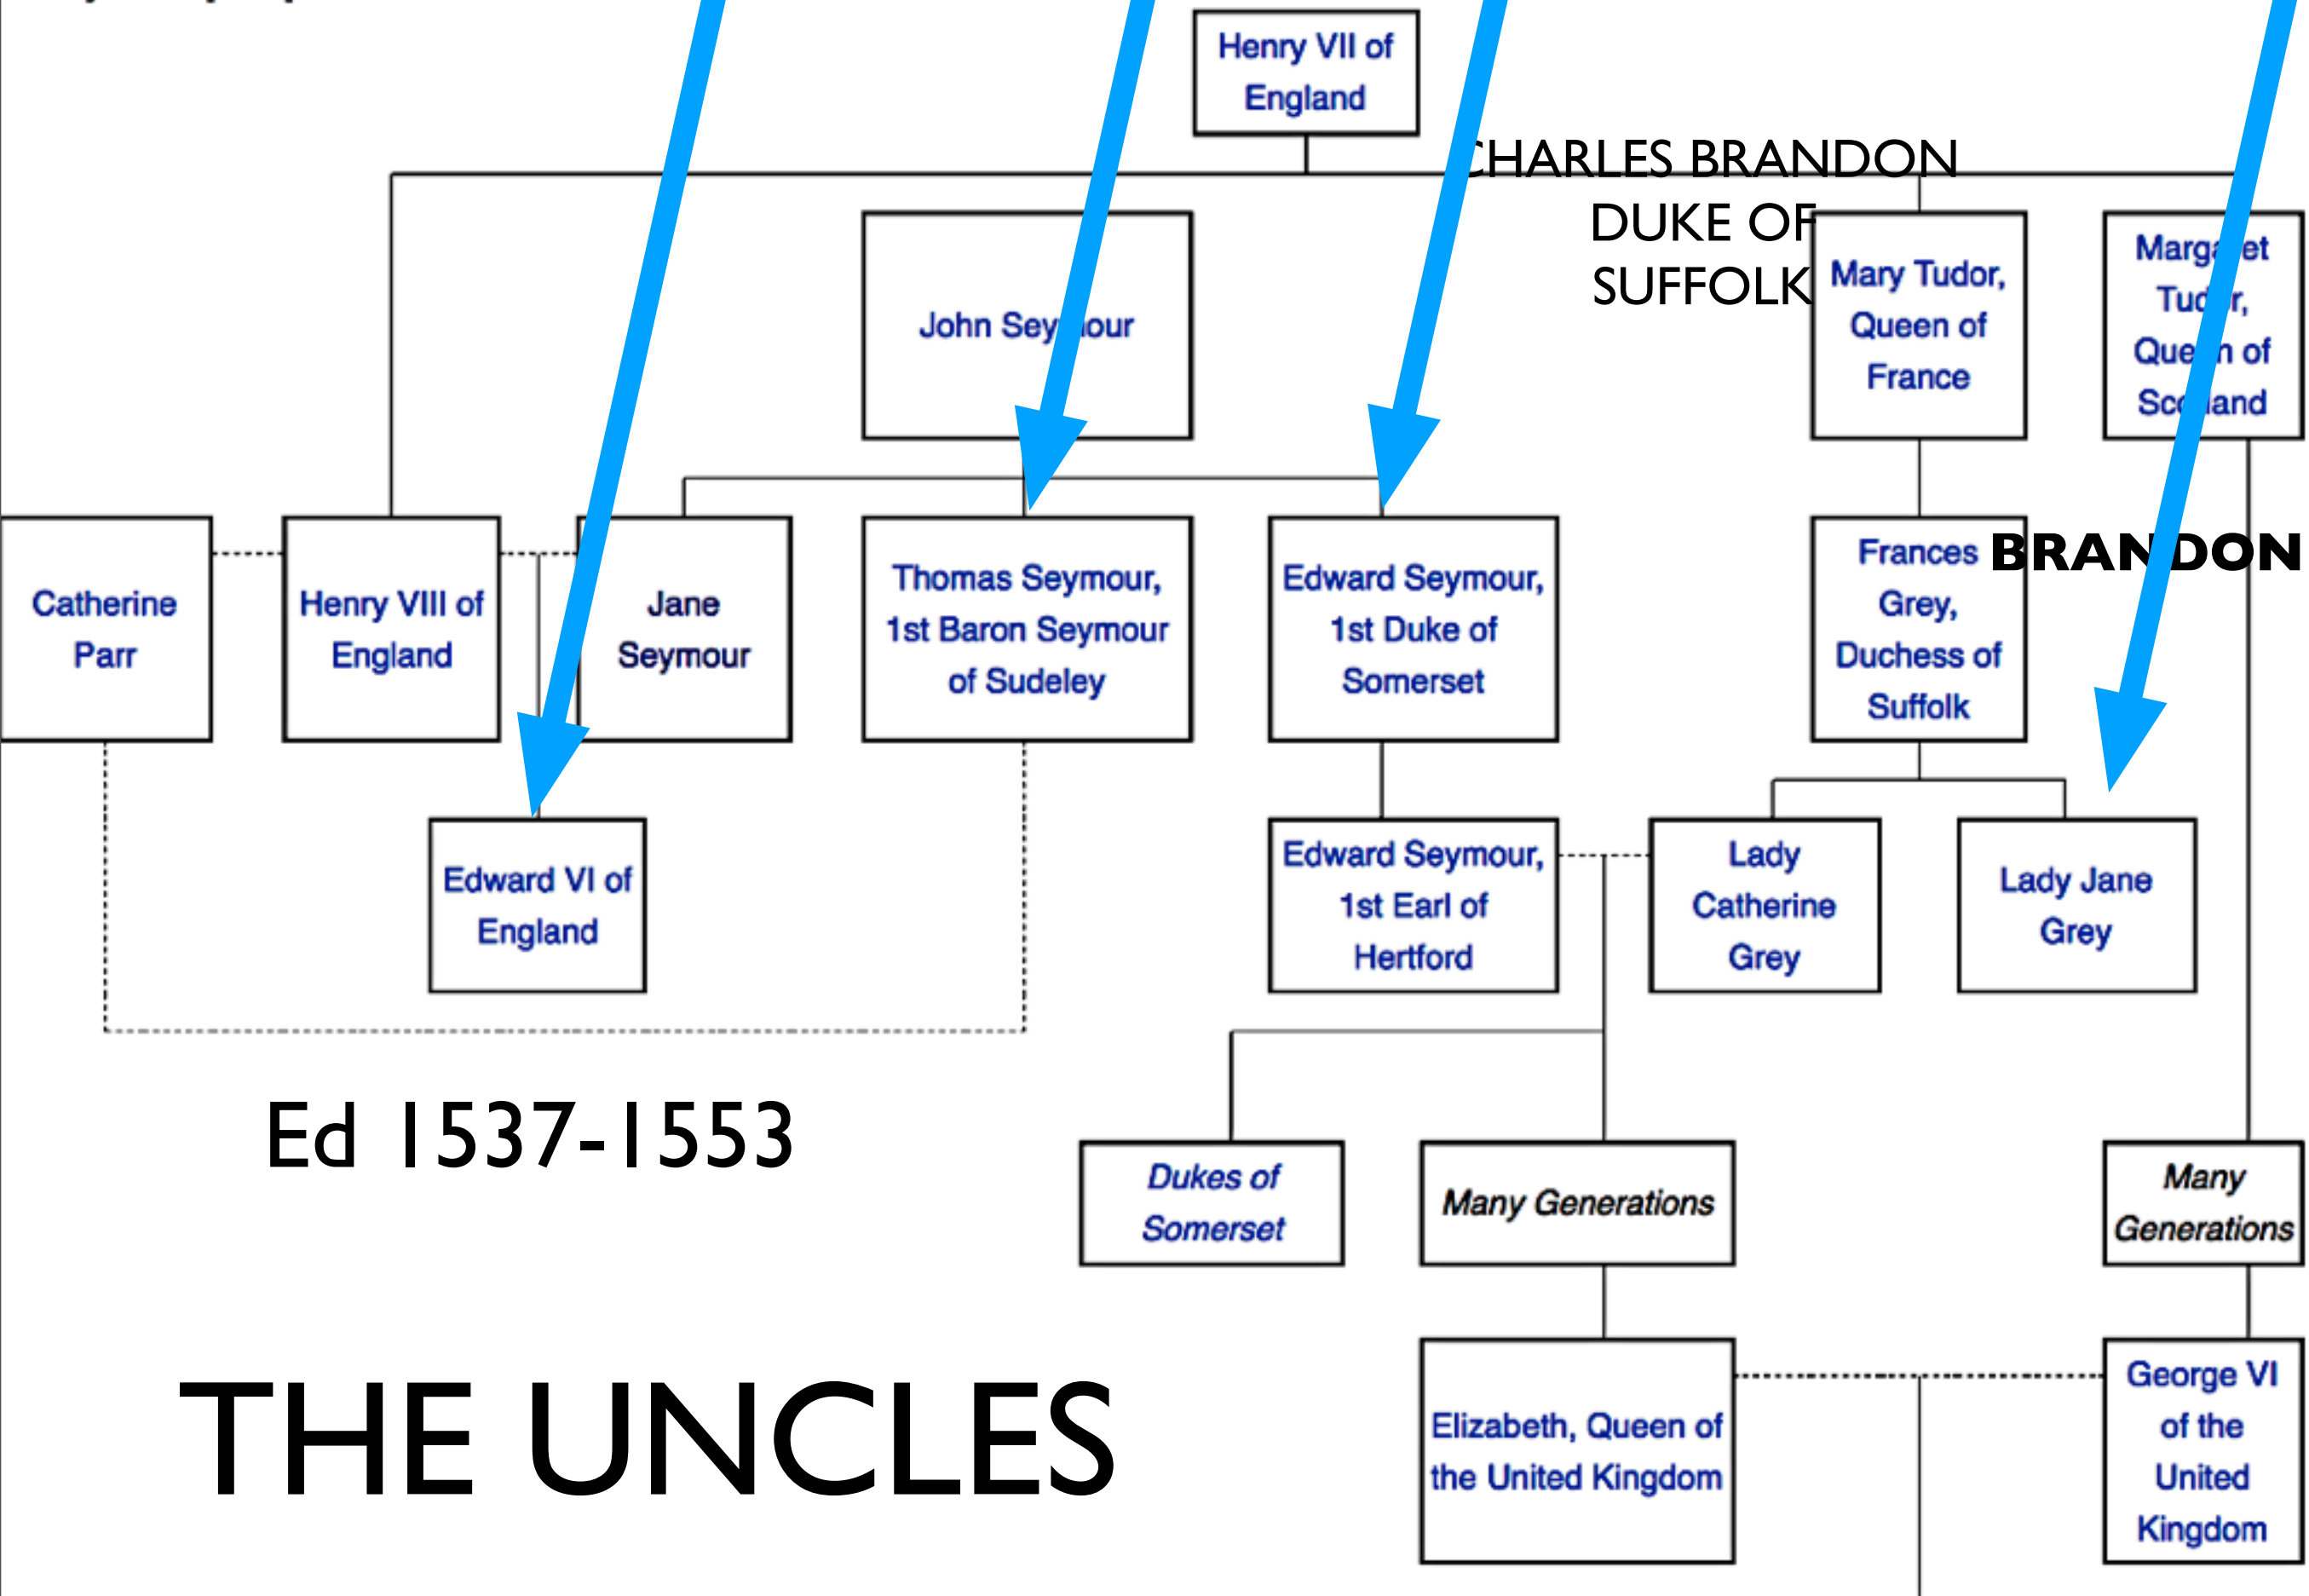 Henry VII of
England
CHARLES BRANDON
DUKE OF
SUFFOLK
John Seymour
Mary Tudor,
Queen of
France
Margaret
Tudor,
Queen of
Scotland
Catherine
Parr
Henry VIII of
England
Jane
Seymour
Thomas Seymour,
1st Baron Seymour
of Sudeley
Edward Seymour,
1st Duke of
Somerset
Frances BRANDON
Grey,
Duchess of
Suffolk
Edward VI of
England
Edward Seymour,
1st Earl of
Hertford
Lady
Catherine
Grey
Lady Jane
Grey
Ed 1537-1553
Dukes of
Somerset
Many Generations
Many
Generations
THE UNCLES
Elizabeth, Queen of
the United Kingdom
George VI
of the
United
Kingdom